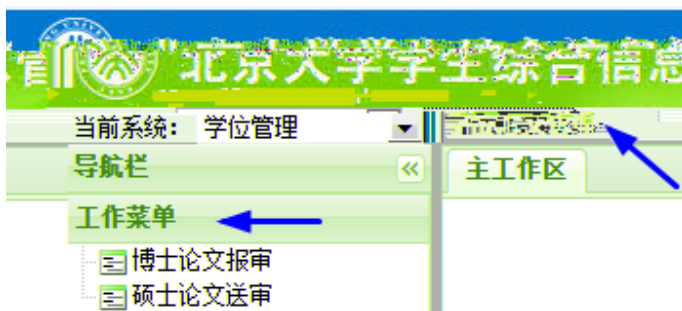 北京大学学生综合信息
当前系统： 学位管理
导航栏
主工作区
工作菜单
博士论文报审
硕士论文送审